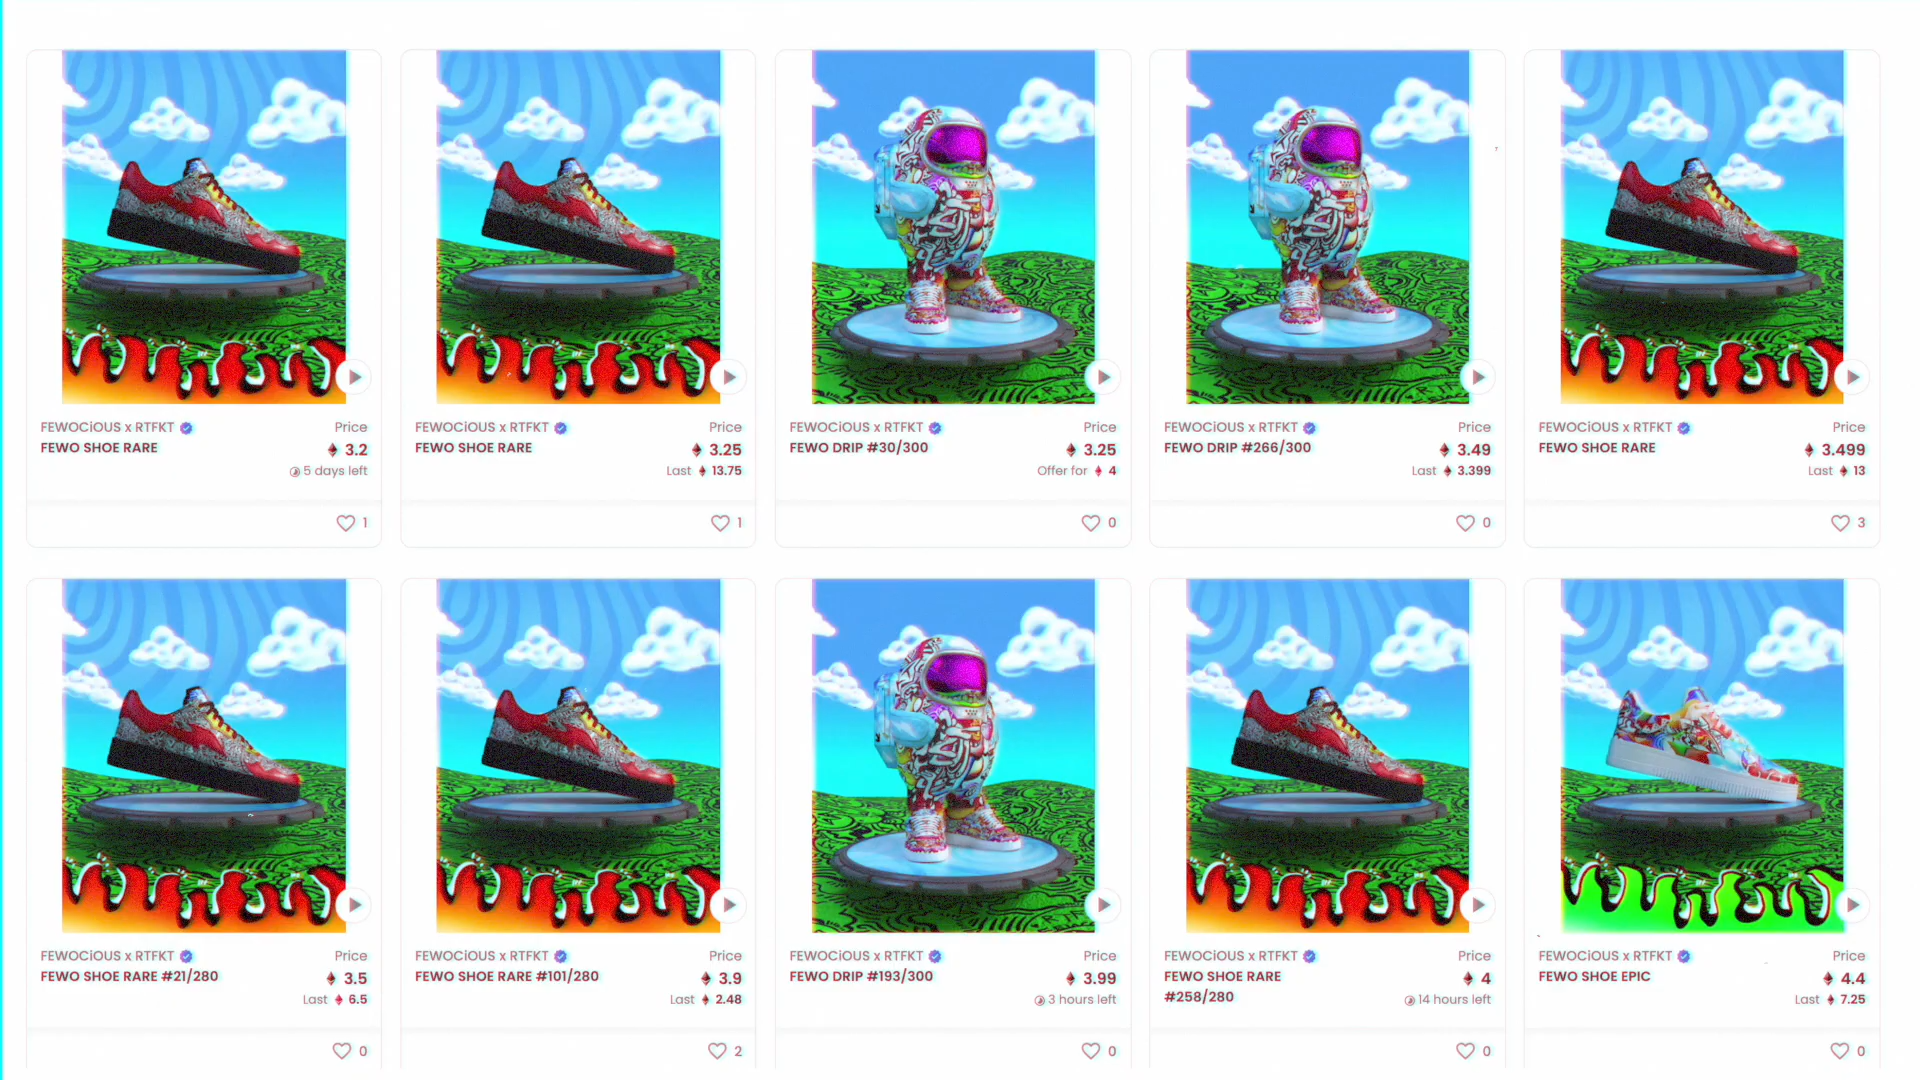 FEWOCiOUS x RTFKT Price
FEWO SHOE RARE 3.2
5 days left
1
FEWOCiOUS x RTFKT Price
FEWO SHOE RARE 3.25
Last 13.75
1
FEWOCiOUS x RTFKT Price
FEWO DRIP #30/300 3.25
Offer for 4
0
FEWOCiOUS x RTFKT Price
FEWO DRIP #266/300 3.49
Last 3.399
0
FEWOCiOUS x RTFKT Price
FEWO SHOE RARE 3.499
Last 13
3
FEWOCiOUS x RTFKT Price
FEWO SHOE RARE #21/280 3.5
Last 6.5
0
FEWOCiOUS x RTFKT Price
FEWO SHOE RARE #101/280 3.9
Last 2.48
2
FEWOCiOUS x RTFKT Price
FEWO DRIP #193/300 3.99
3 hours left
0
FEWOCiOUS x RTFKT Price
FEWO SHOE RARE 4
#258/280 14 hours left
0
FEWOCiOUS x RTFKT Price
FEWO SHOE EPIC 4.4
Last 7.25
0